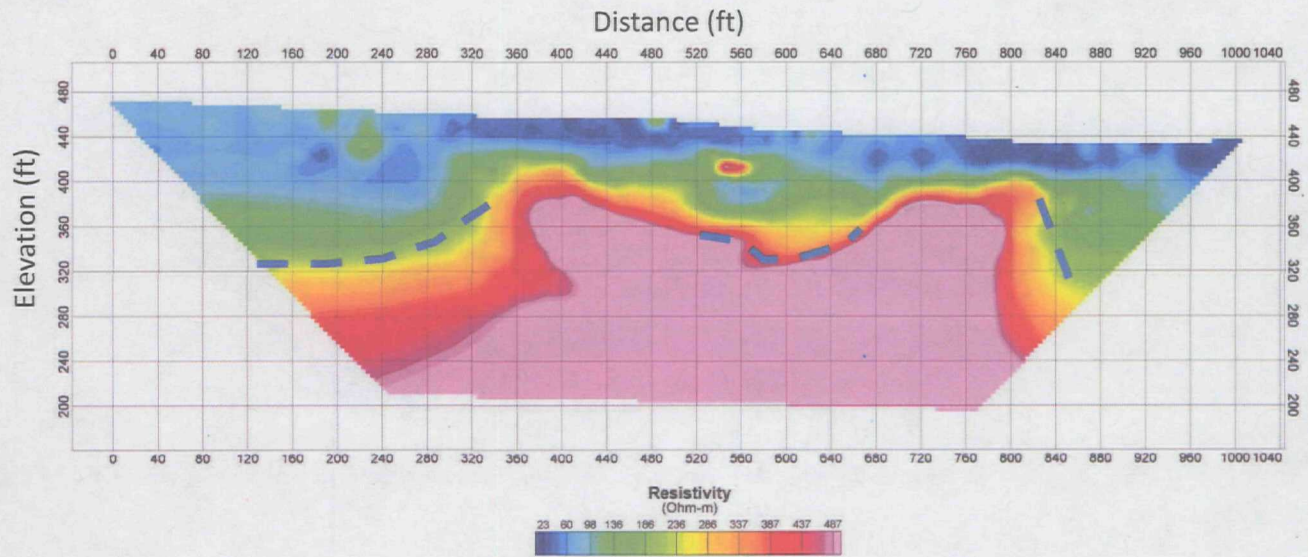 Distance (ft)
0 40 80 120 160 200 240 280 320 360 400 440 480 520 560 600 640 680 720 760 800 840 880 920 960 1000 1040
Elevation (ft)
480 440 400 360 320 280 240 200
480 440 400 360 320 280 240 200
0 40 80 120 160 200 240 280 320 360 400 440 480 520 560 600 640 680 720 760 800 840 880 920 960 1000 1040
Resistivity
(Ohm-m)
23 60 98 136 186 236 286 337 387 437 487